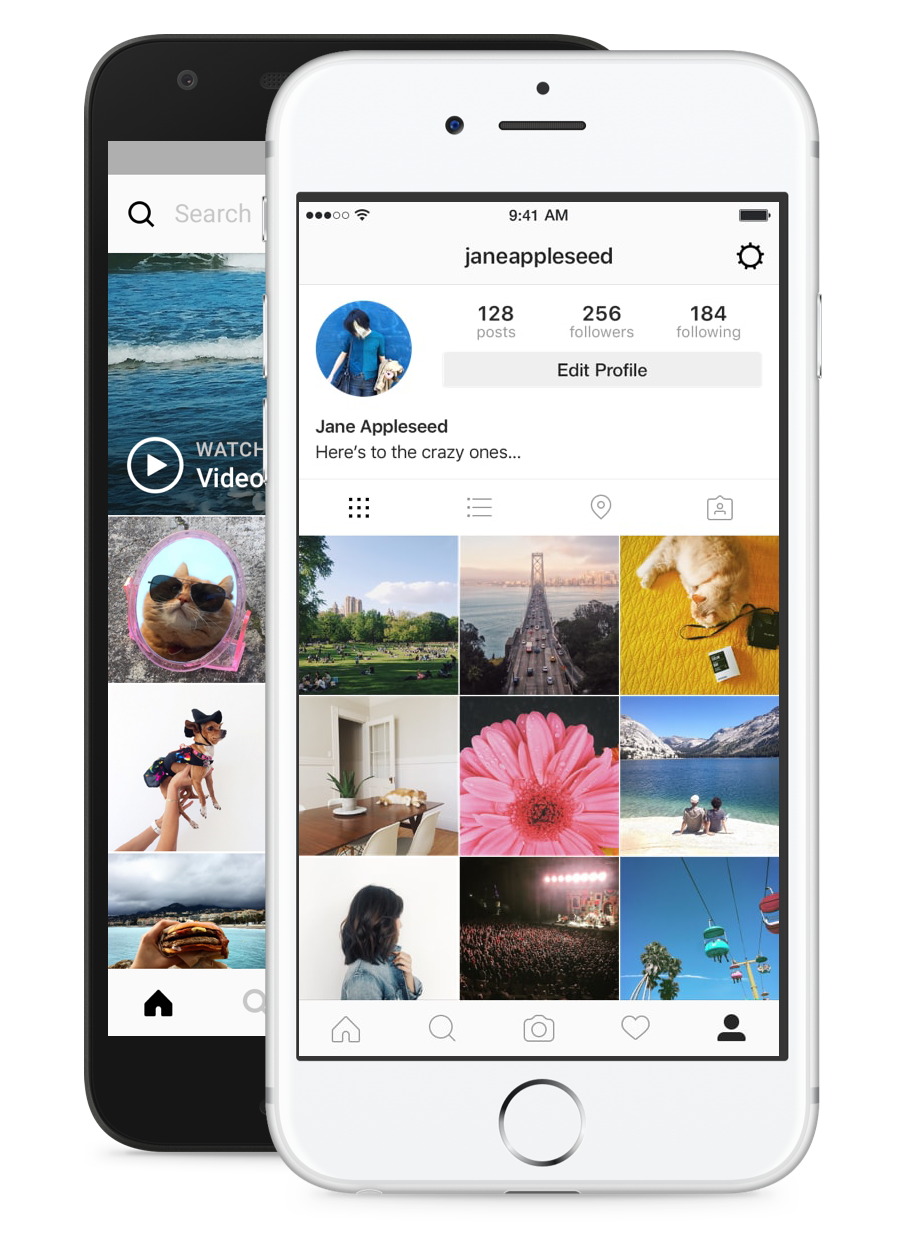 Search
WATCH
Video
9:41 AM
janeappleseed
128 256 184
posts followers following
Edit Profile
Jane Appleseed
Here’s to the crazy ones...